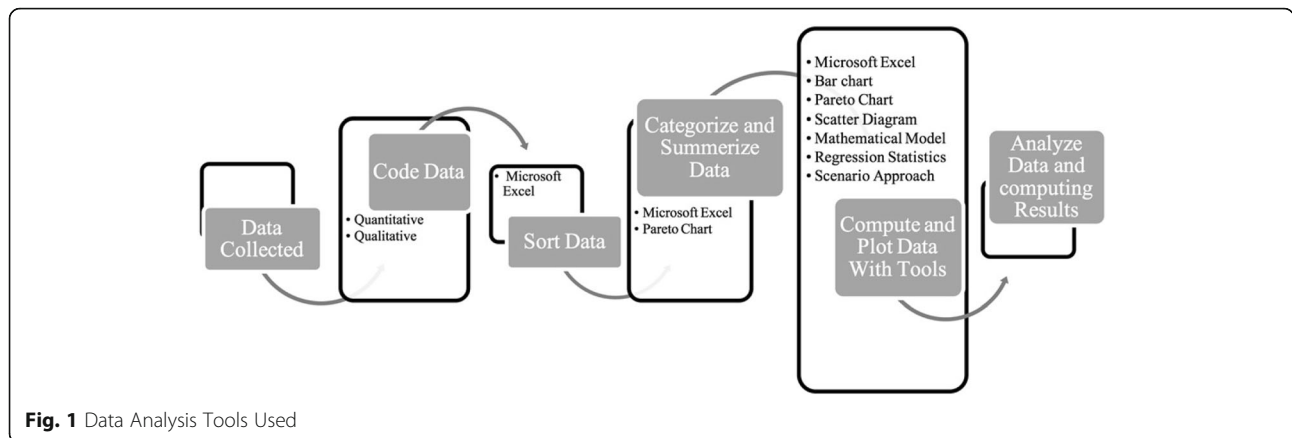 Data
Collected
Code Data
• Quantitative
• Qualitative
• Microsoft
Excel
Sort Data
Categorize and
Summerize
Data
• Microsoft Excel
• Pareto Chart
• Microsoft Excel
• Bar chart
• Pareto Chart
• Scatter Diagram
• Mathematical Model
• Regression Statistics
• Scenario Approach
Compute and
Plot Data
With Tools
Analyze
Data and
computing
Results
Fig. 1 Data Analysis Tools Used